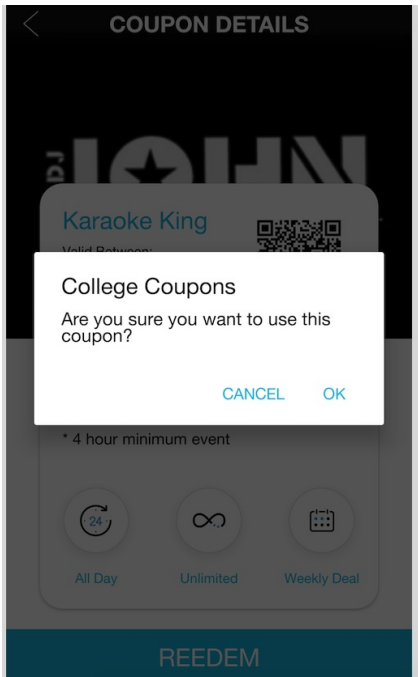 COUPON DETAILS
DJ
JOHN
Karaoke King
Valid Between:
College Coupons
Are you sure you want to use this
coupon?
CANCEL OK
* 4 hour minimum event
24
All Day Unlimited Weekly Deal
REEDEM